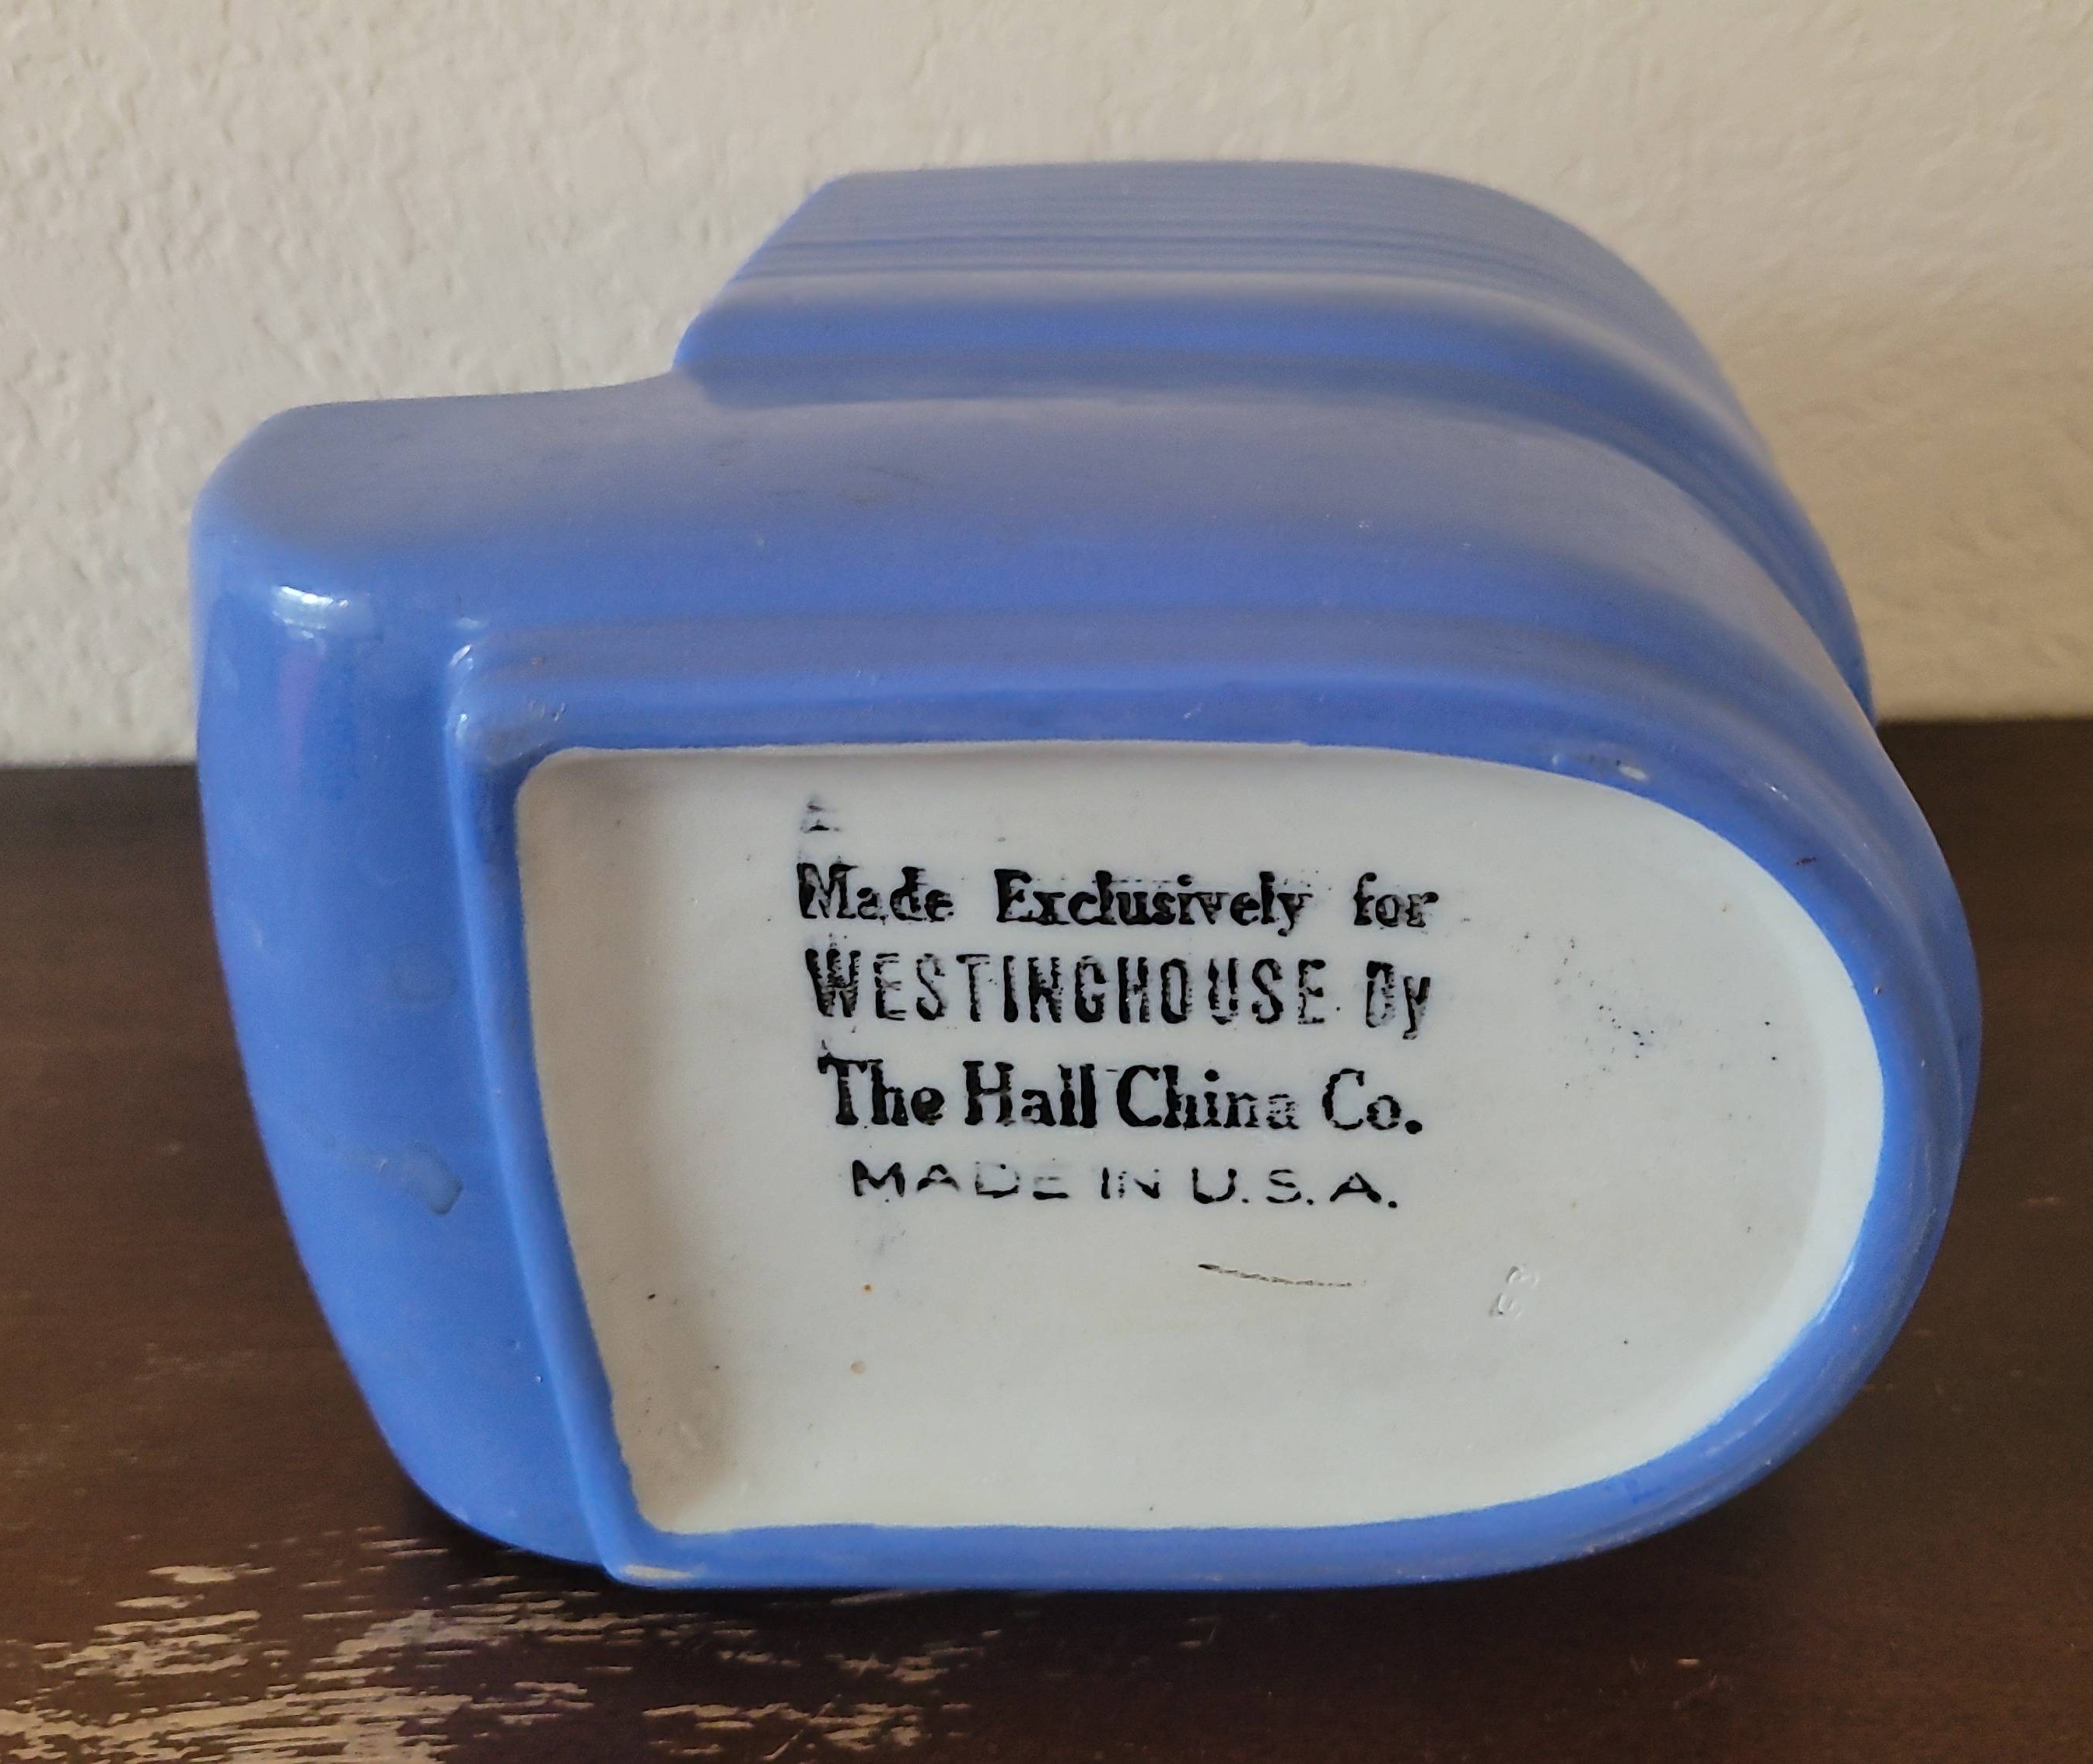 Made Exclusively for
WESTINGHOUSE By
The Hall China Co.
MADE IN U.S.A.